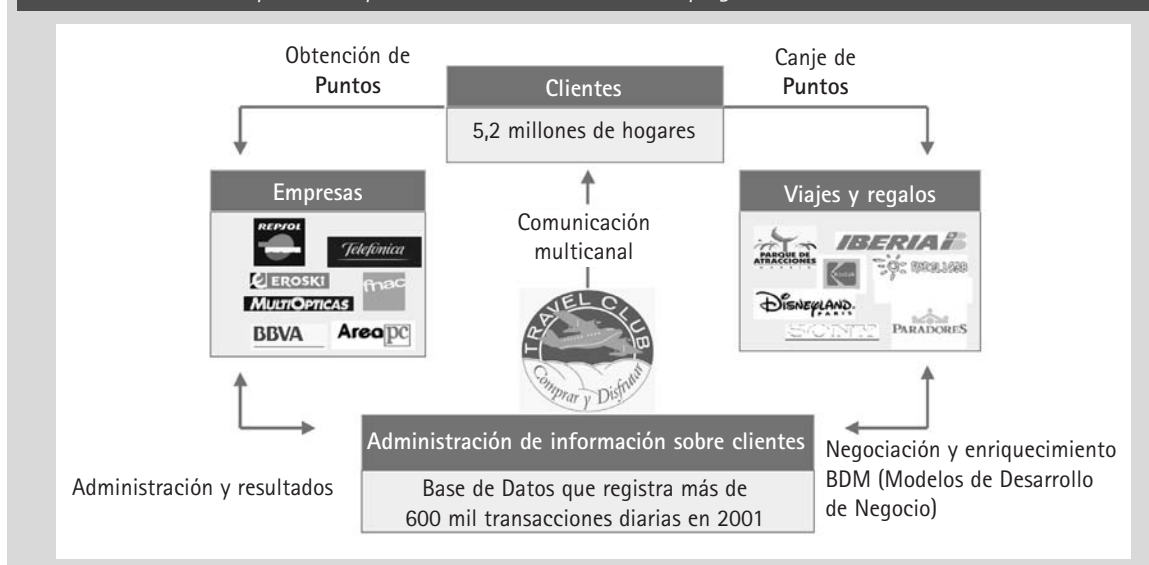 Obtención de
Puntos
Clientes
5,2 millones de hogares
Canje de
Puntos
Empresas
REPSOL
Telefónica
EROSKI
fnac
MULTIOPTICAS
BBVA
Area pc
Comunicación
multicanal
TRAVEL CLUB
Comprar y Disfrutar
Viajes y regalos
PARQUE DE
ATRACCIONES
IBERIA
Kodak
DISNEYLAND
PARIS
SONY
PARADORES
Administración y resultados
Administración de información sobre clientes
Base de Datos que registra más de
600 mil transacciones diarias en 2001
Negociación y enriquecimiento
BDM (Modelos de Desarrollo
de Negocio)